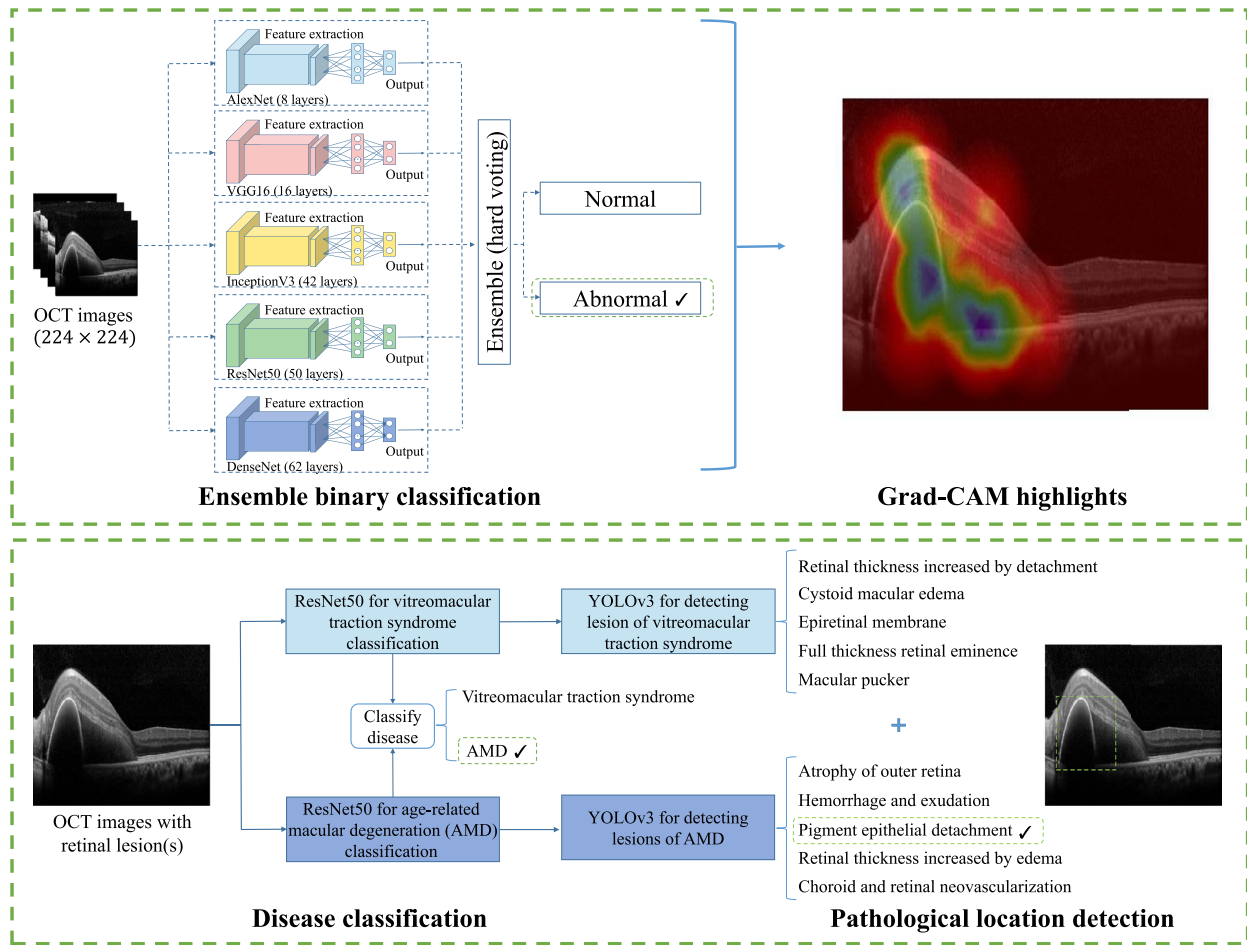 Feature extraction
Output
AlexNet (8 layers)
Feature extraction
Output
VGG16 (16 layers)
Feature extraction
Output
InceptionV3 (42 layers)
Feature extraction
Output
ResNet50 (50 layers)
Feature extraction
Output
DenseNet (62 layers)
OCT images
(224 × 224)
Ensemble (hard voting)
Normal
Abnormal ✓
Ensemble binary classification
Grad-CAM highlights
OCT images with
retinal lesion(s)
ResNet50 for vitreomacular
traction syndrome
classification
YOLOv3 for detecting
lesion of vitreomacular
traction syndrome
Retinal thickness increased by detachment
Cystoid macular edema
Epiretinal membrane
Full thickness retinal eminence
Macular pucker
Classify
disease
Vitreomacular traction syndrome
AMD ✓
+
ResNet50 for age-related
macular degeneration (AMD)
classification
YOLOv3 for detecting
lesions of AMD
Atrophy of outer retina
Hemorrhage and exudation
Pigment epithelial detachment ✓
Retinal thickness increased by edema
Choroid and retinal neovascularization
Disease classification
Pathological location detection